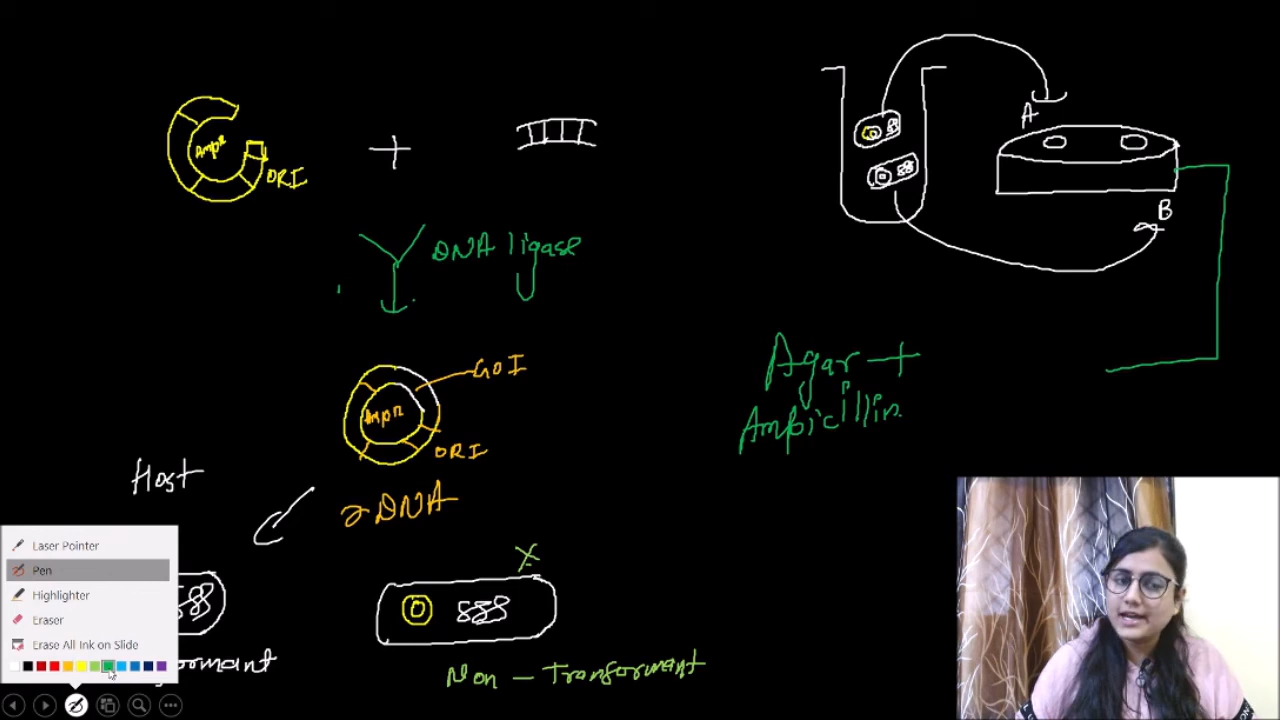 AmpR
ORI
+
A
B
DNA ligase
GOI
AmpR
ORI
rDNA
Agar +
Ampicillin
Host
X
Non - Transformant
Laser Pointer
Pen
Highlighter
Eraser
Erase All Ink on Slide